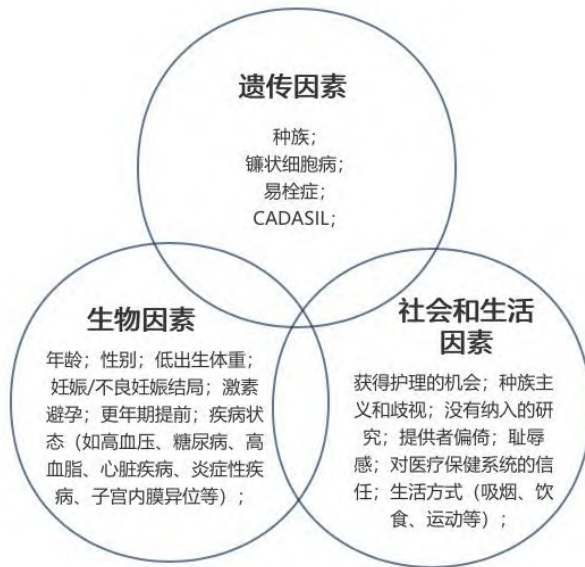 遗传因素
种族；
镰状细胞病；
易栓症；
CADASIL；
生物因素
年龄；性别；低出生体重；
妊娠/不良妊娠结局；激素
避孕；更年期提前；疾病状
态（如高血压、糖尿病、高
血脂、心脏疾病、炎症性疾
病、子宫内膜异位等）;
社会和生活
因素
获得护理的机会；种族主
义和歧视；没有纳入的研
究；提供者偏倚；耻辱
感；对医疗保健系统的信
任；生活方式（吸烟、饮
食、运动等）;